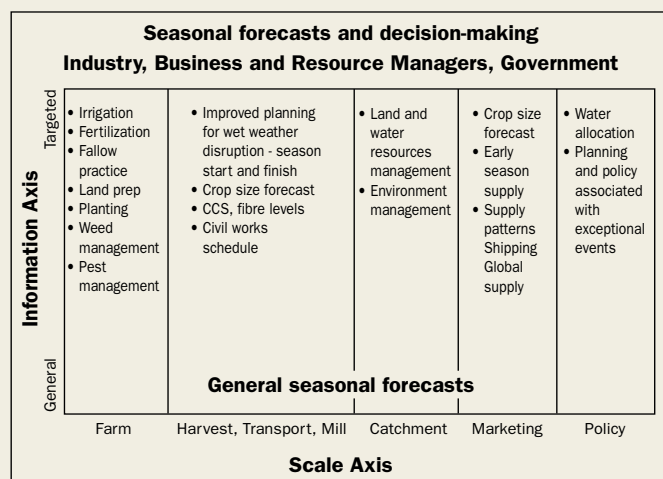 Seasonal forecasts and decision-making
Industry, Business and Resource Managers, Government
Information Axis
Targeted
General
• Irrigation
• Fertilization
• Fallow
practice
• Land prep
• Planting
• Weed
management
• Pest
management
• Improved planning
for wet weather
disruption - season
start and finish
• Crop size forecast
• CCS, fibre levels
• Civil works
schedule
• Land and
water
resources
management
• Environment
management
• Crop size
forecast
• Early
season
supply
• Supply
patterns
Shipping
Global
supply
• Water
allocation
• Planning
and policy
associated
with
exceptional
events
General seasonal forecasts
Farm
Harvest, Transport, Mill
Catchment
Marketing
Policy
Scale Axis